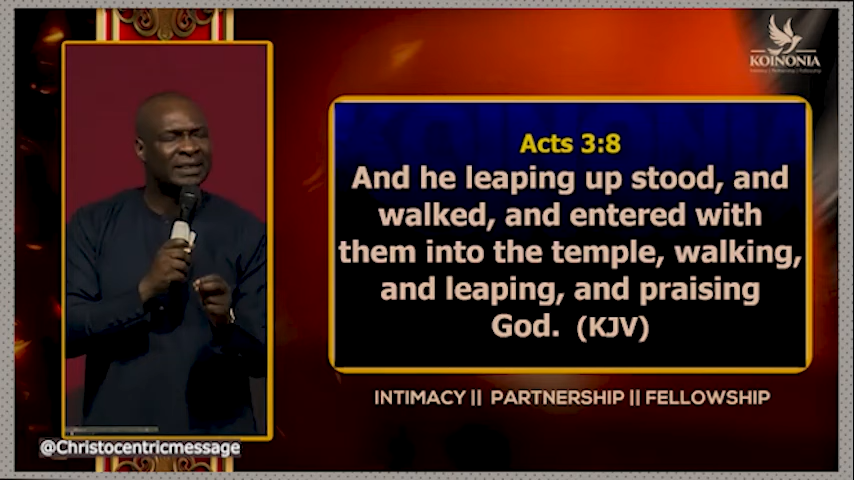 KOINONIA
Acts 3:8
And he leaping up stood, and
walked, and entered with
them into the temple, walking,
and leaping, and praising
God. (KJV)
INTIMACY || PARTNERSHIP || FELLOWSHIP
@Christocentricmessage